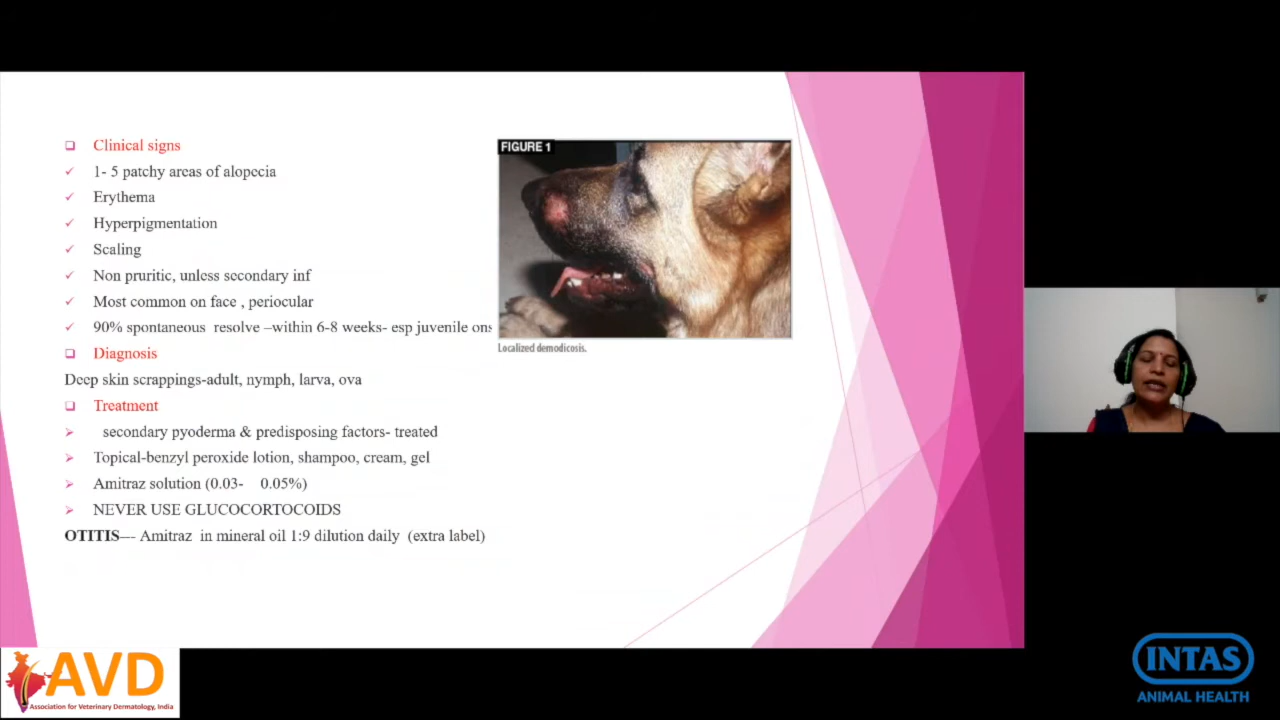 Clinical signs
1- 5 patchy areas of alopecia
Erythema
Hyperpigmentation
Scaling
Non pruritic, unless secondary inf
Most common on face , periocular
90% spontaneous resolve –within 6-8 weeks- esp juvenile ons
Diagnosis
Deep skin scrappings-adult, nymph, larva, ova
Treatment
secondary pyoderma & predisposing factors- treated
Topical-benzyl peroxide lotion, shampoo, cream, gel
Amitraz solution (0.03- 0.05%)
NEVER USE GLUCOCORTOCOIDS
OTITIS--- Amitraz in mineral oil 1:9 dilution daily (extra label)
FIGURE 1
Localized demodicosis.
AVD
Association for Veterinary Dermatology, India
INTAS
ANIMAL HEALTH